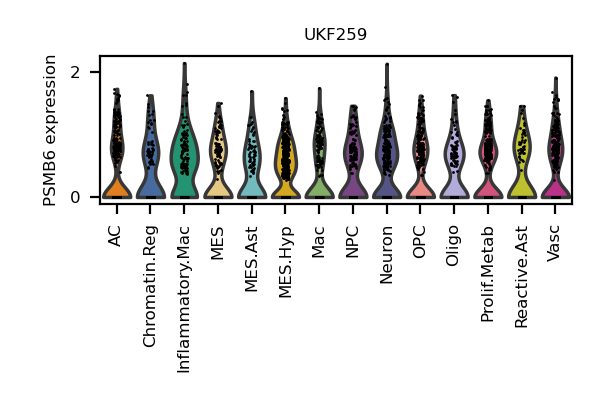 UKF259
PSMB6 expression
2
0
AC
Chromatin.Reg
Inflammatory.Mac
MES
MES.Ast
MES.Hyp
Mac
NPC
Neuron
OPC
Oligo
Prolif.Metab
Reactive.Ast
Vasc